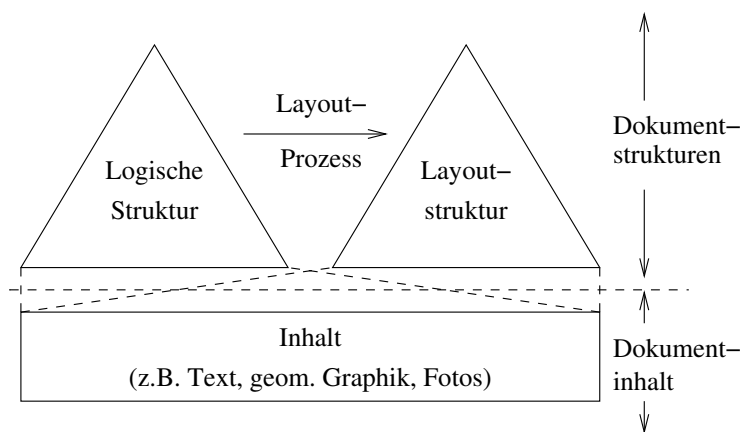 Layout–
Prozess
Logische
Struktur
Layout–
struktur
Dokument–
strukturen
Inhalt
(z.B. Text, geom. Graphik, Fotos)
Dokument–
inhalt